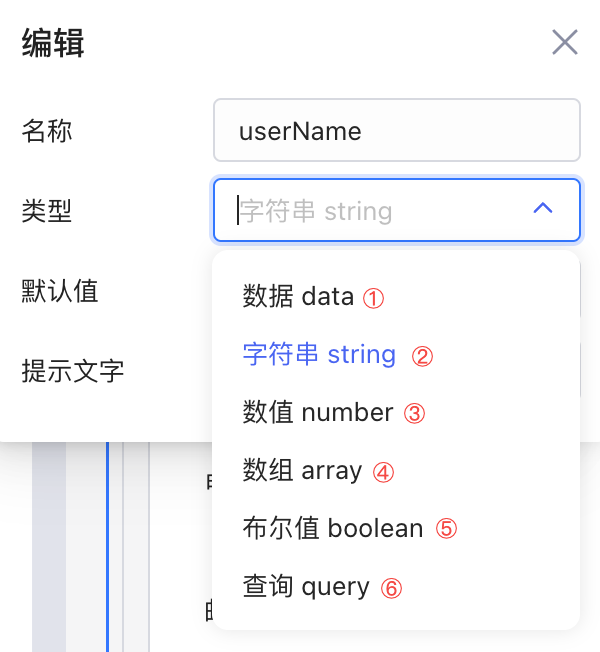 编辑
名称
userName
类型
字符串 string
默认值
提示文字
数据 data ①
字符串 string ②
数值 number ③
数组 array ④
布尔值 boolean ⑤
查询 query ⑥